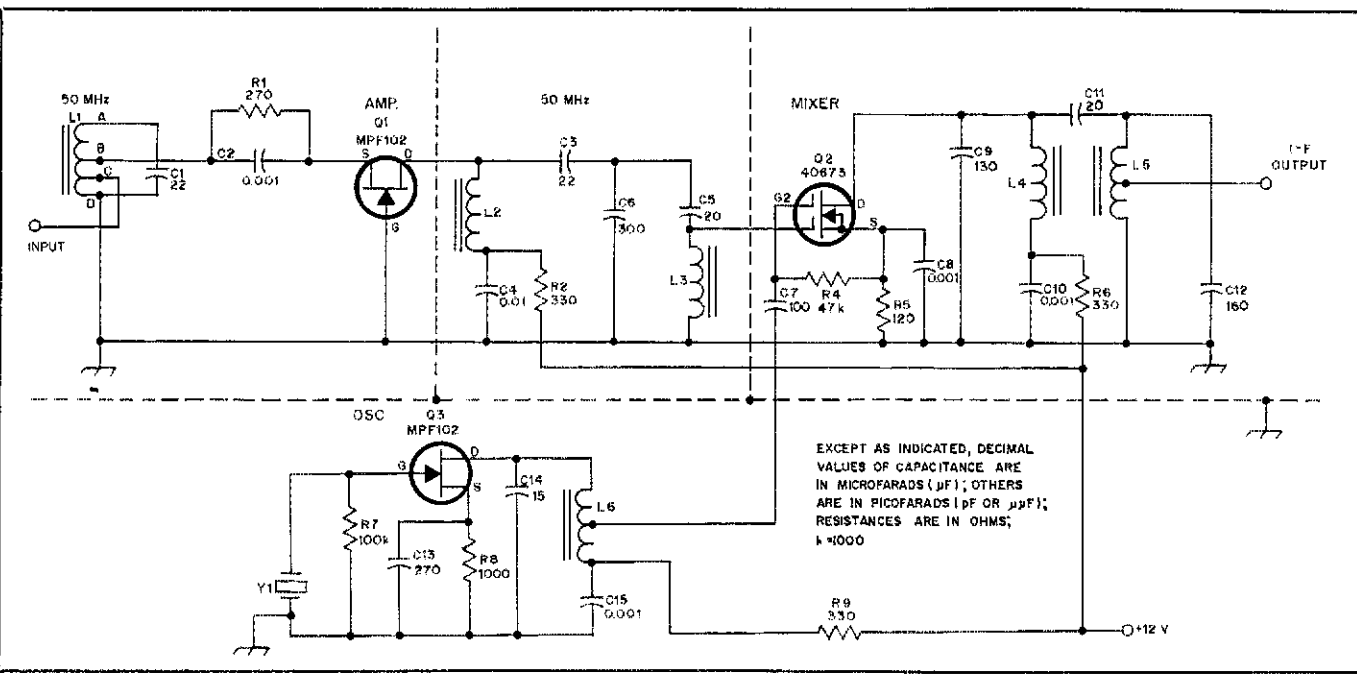 50 MHz
L1
A
B
C
D
C1
22
INPUT
R1
270
C2
0.001
AMP.
Q1
MPF102
S
D
G
50 MHz
C3
22
L2
C4
0.01
R2
330
C6
300
C5
20
L3
MIXER
Q2
40673
G2
D
S
C7
100
R4
47k
R5
120
C8
0.001
C9
130
L4
C10
0.001
R6
330
C11
20
L5
C12
160
I-F
OUTPUT
OSC
Q3
MPF102
G
D
S
R7
100k
Y1
C13
270
R8
1000
C14
15
L6
C15
0.001
R9
330
+12 V
EXCEPT AS INDICATED, DECIMAL
VALUES OF CAPACITANCE ARE
IN MICROFARADS (µF); OTHERS
ARE IN PICOFARADS (pF OR µµF);
RESISTANCES ARE IN OHMS;
k=1000